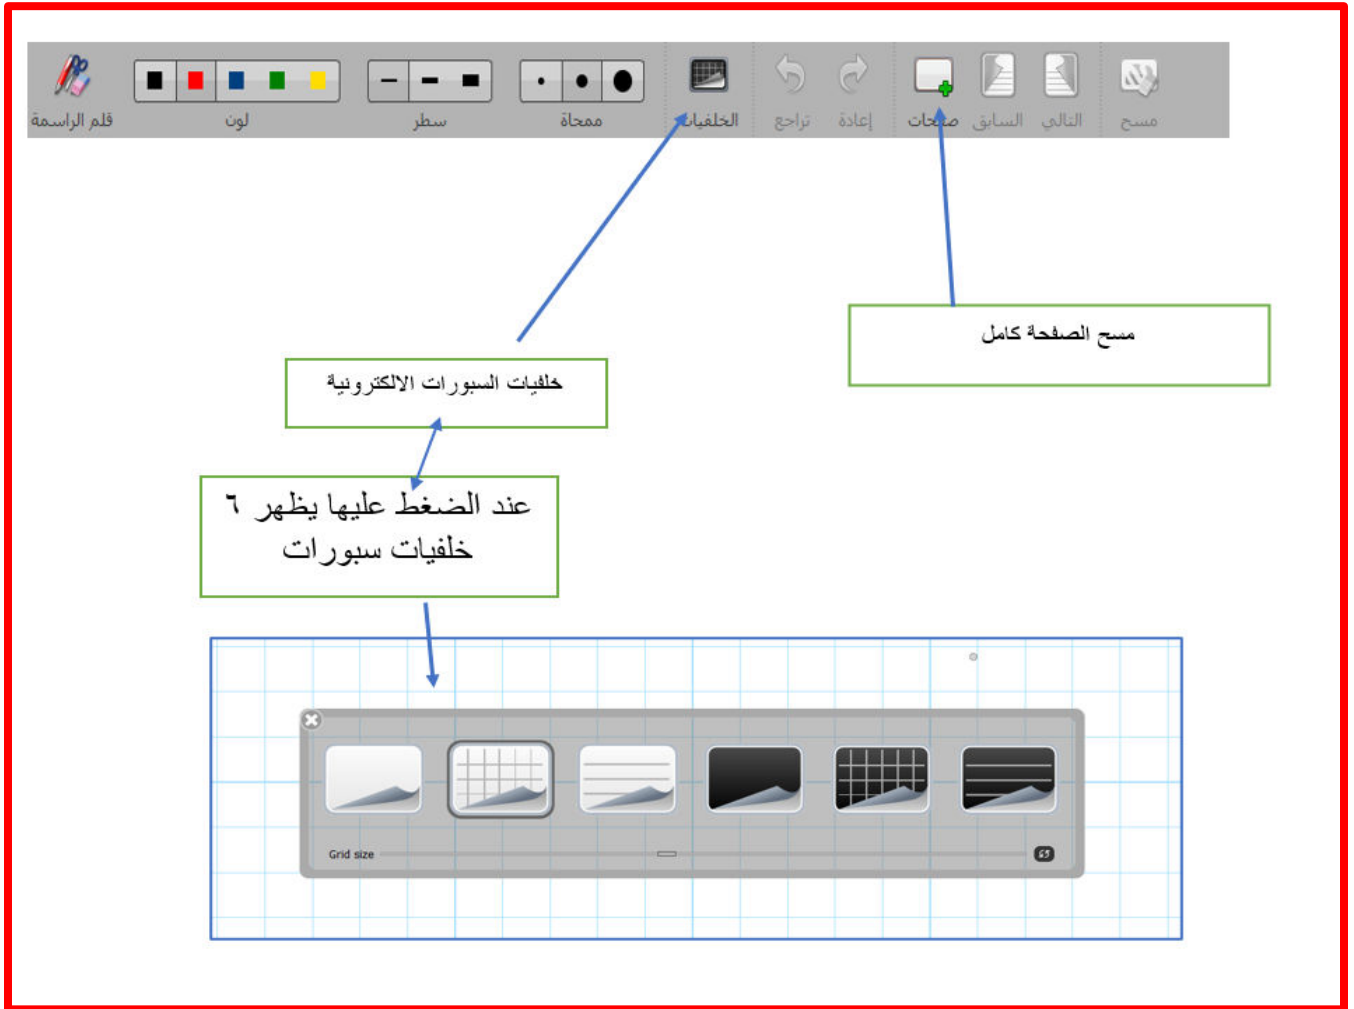 قلم الراسمة
لون
سطر
ممحاة
الخلفيات
تراجع
إعادة
صفحات
السابق
التالي
مسح
مسح الصفحة كامل
خلفيات السبورات الالكترونية
عند الضغط عليها يظهر ٦
خلفيات سبورات
Grid size